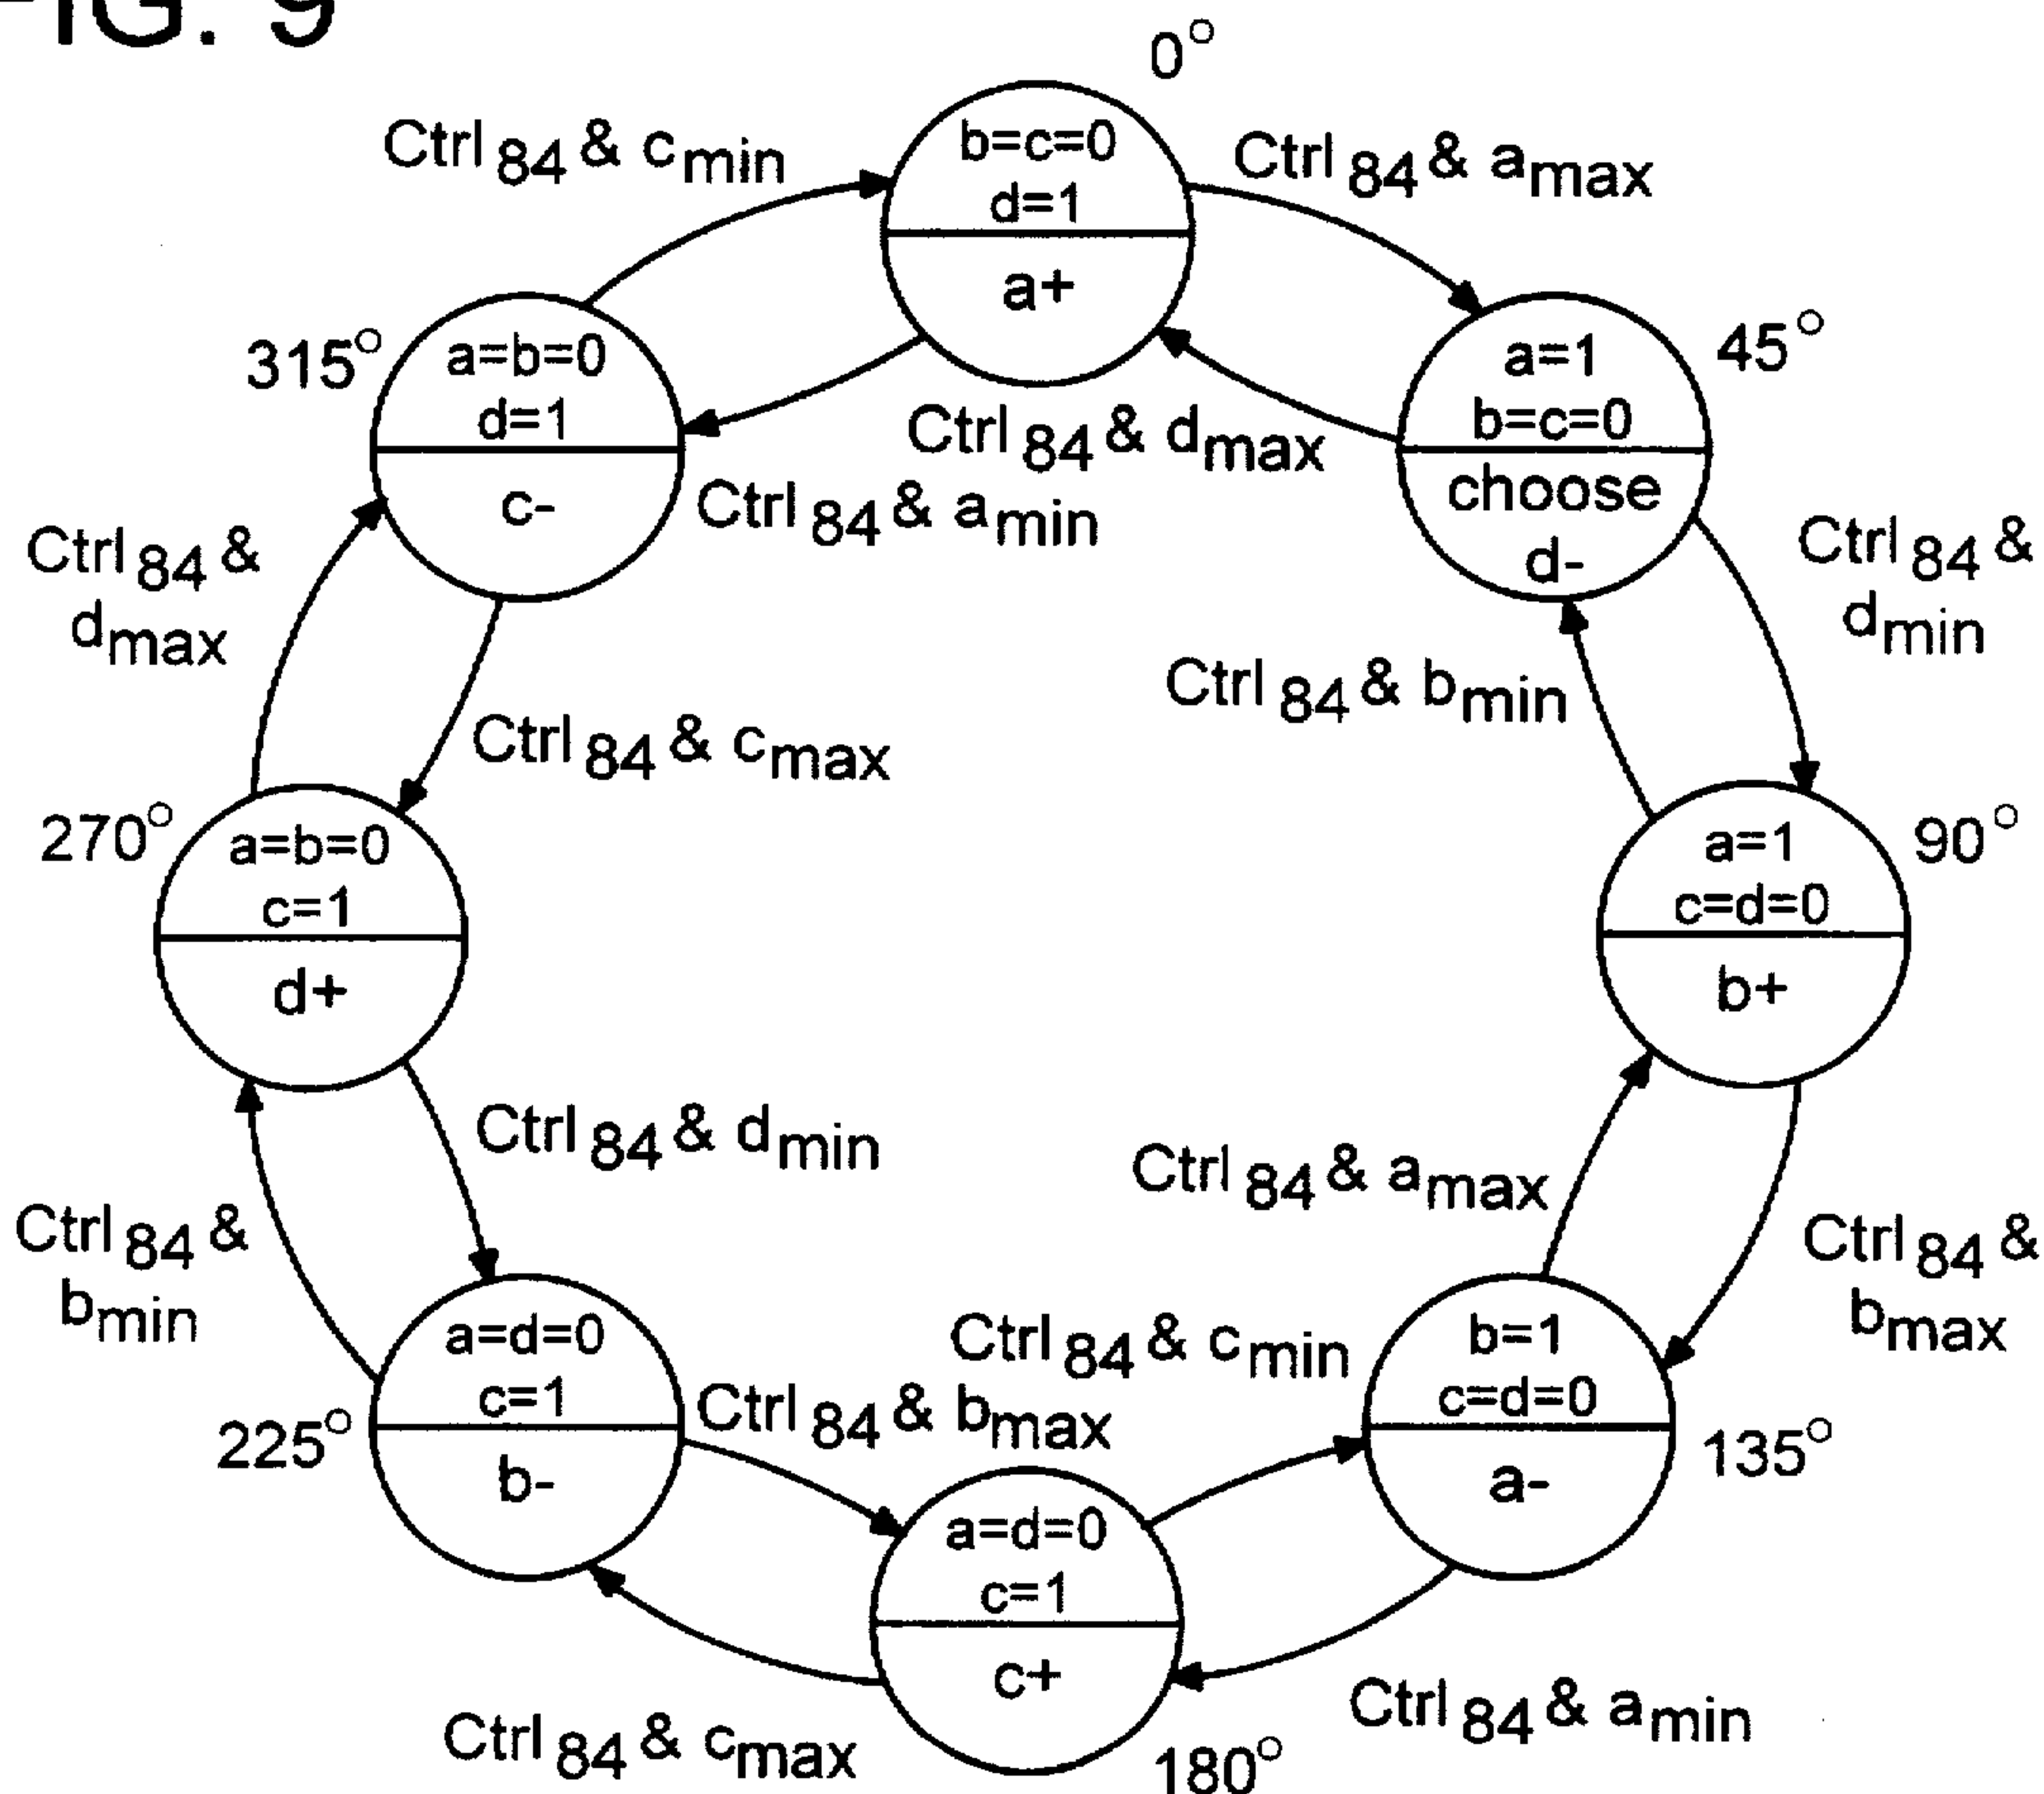 FIG. 9
0°
b=c=0
d=1
a+
Ctrl 84 & cmin
Ctrl 84 & amax
315°
a=b=0
d=1
c-
45°
a=1
b=c=0
choose
d-
Ctrl 84 & dmax
Ctrl 84 & amin
Ctrl 84 &
dmax
Ctrl 84 &
dmin
Ctrl 84 & bmin
Ctrl 84 & cmax
270°
a=b=0
c=1
d+
90°
a=1
c=d=0
b+
Ctrl 84 & dmin
Ctrl 84 & amax
Ctrl 84 &
bmin
Ctrl 84 &
bmax
225°
a=d=0
c=1
b-
Ctrl 84 & cmin
Ctrl 84 & bmax
b=1
c=d=0
a-
135°
a=d=0
c=1
c+
180°
Ctrl 84 & cmax
Ctrl 84 & amin